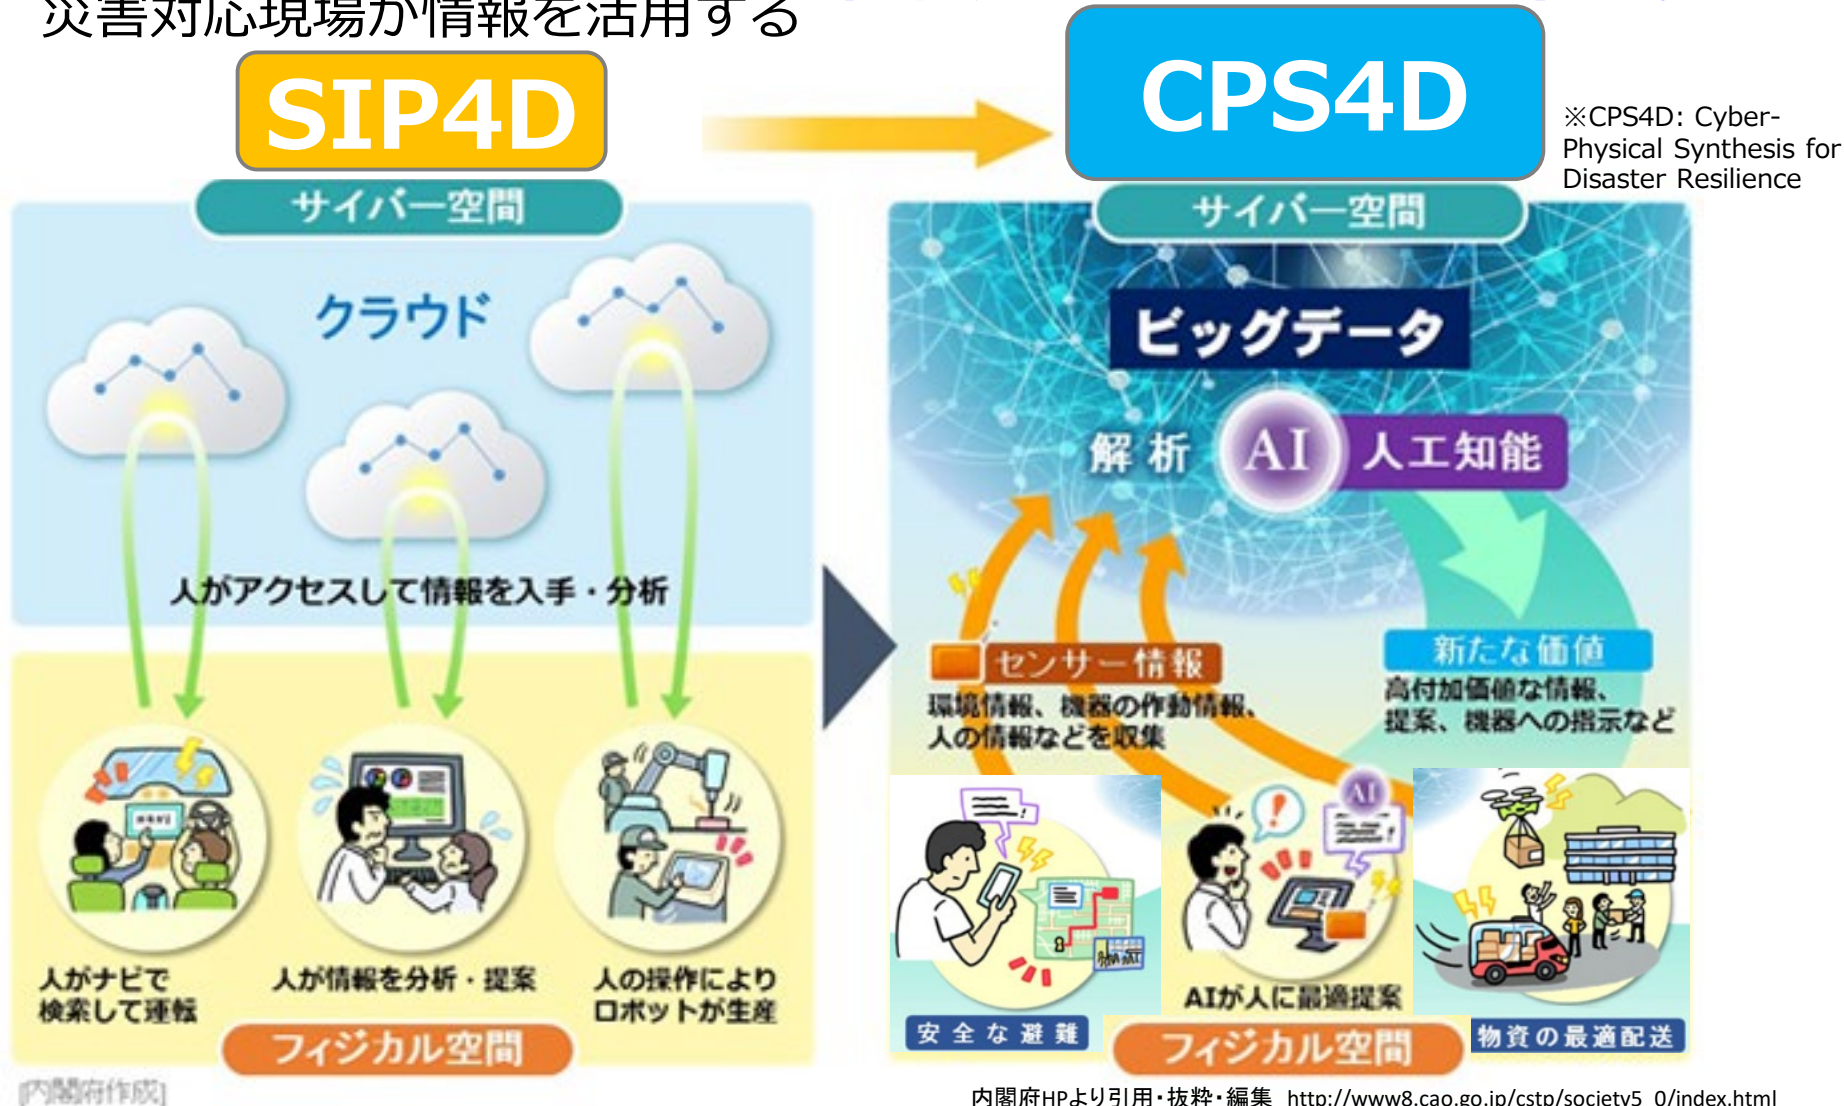 災害対応現場が情報を活用する
SIP4D
CPS4D
※CPS4D: Cyber-
Physical Synthesis for
Disaster Resilience
サイバー空間
クラウド
人がアクセスして情報を入手・分析
人がナビで
検索して運転
人が情報を分析・提案
人の操作により
ロボットが生産
フィジカル空間
[内閣府作成]
サイバー空間
ビッグデータ
解析
AI
人工知能
センサー情報
環境情報、機器の作動情報、
人の情報などを収集
新たな価値
高付加価値な情報、
提案、機器への指示など
AI
安全な避難
AIが人に最適提案
物資の最適配送
フィジカル空間
内閣府HPより引用・抜粋・編集 http://www8.cao.go.jp/cstp/society5_0/index.html